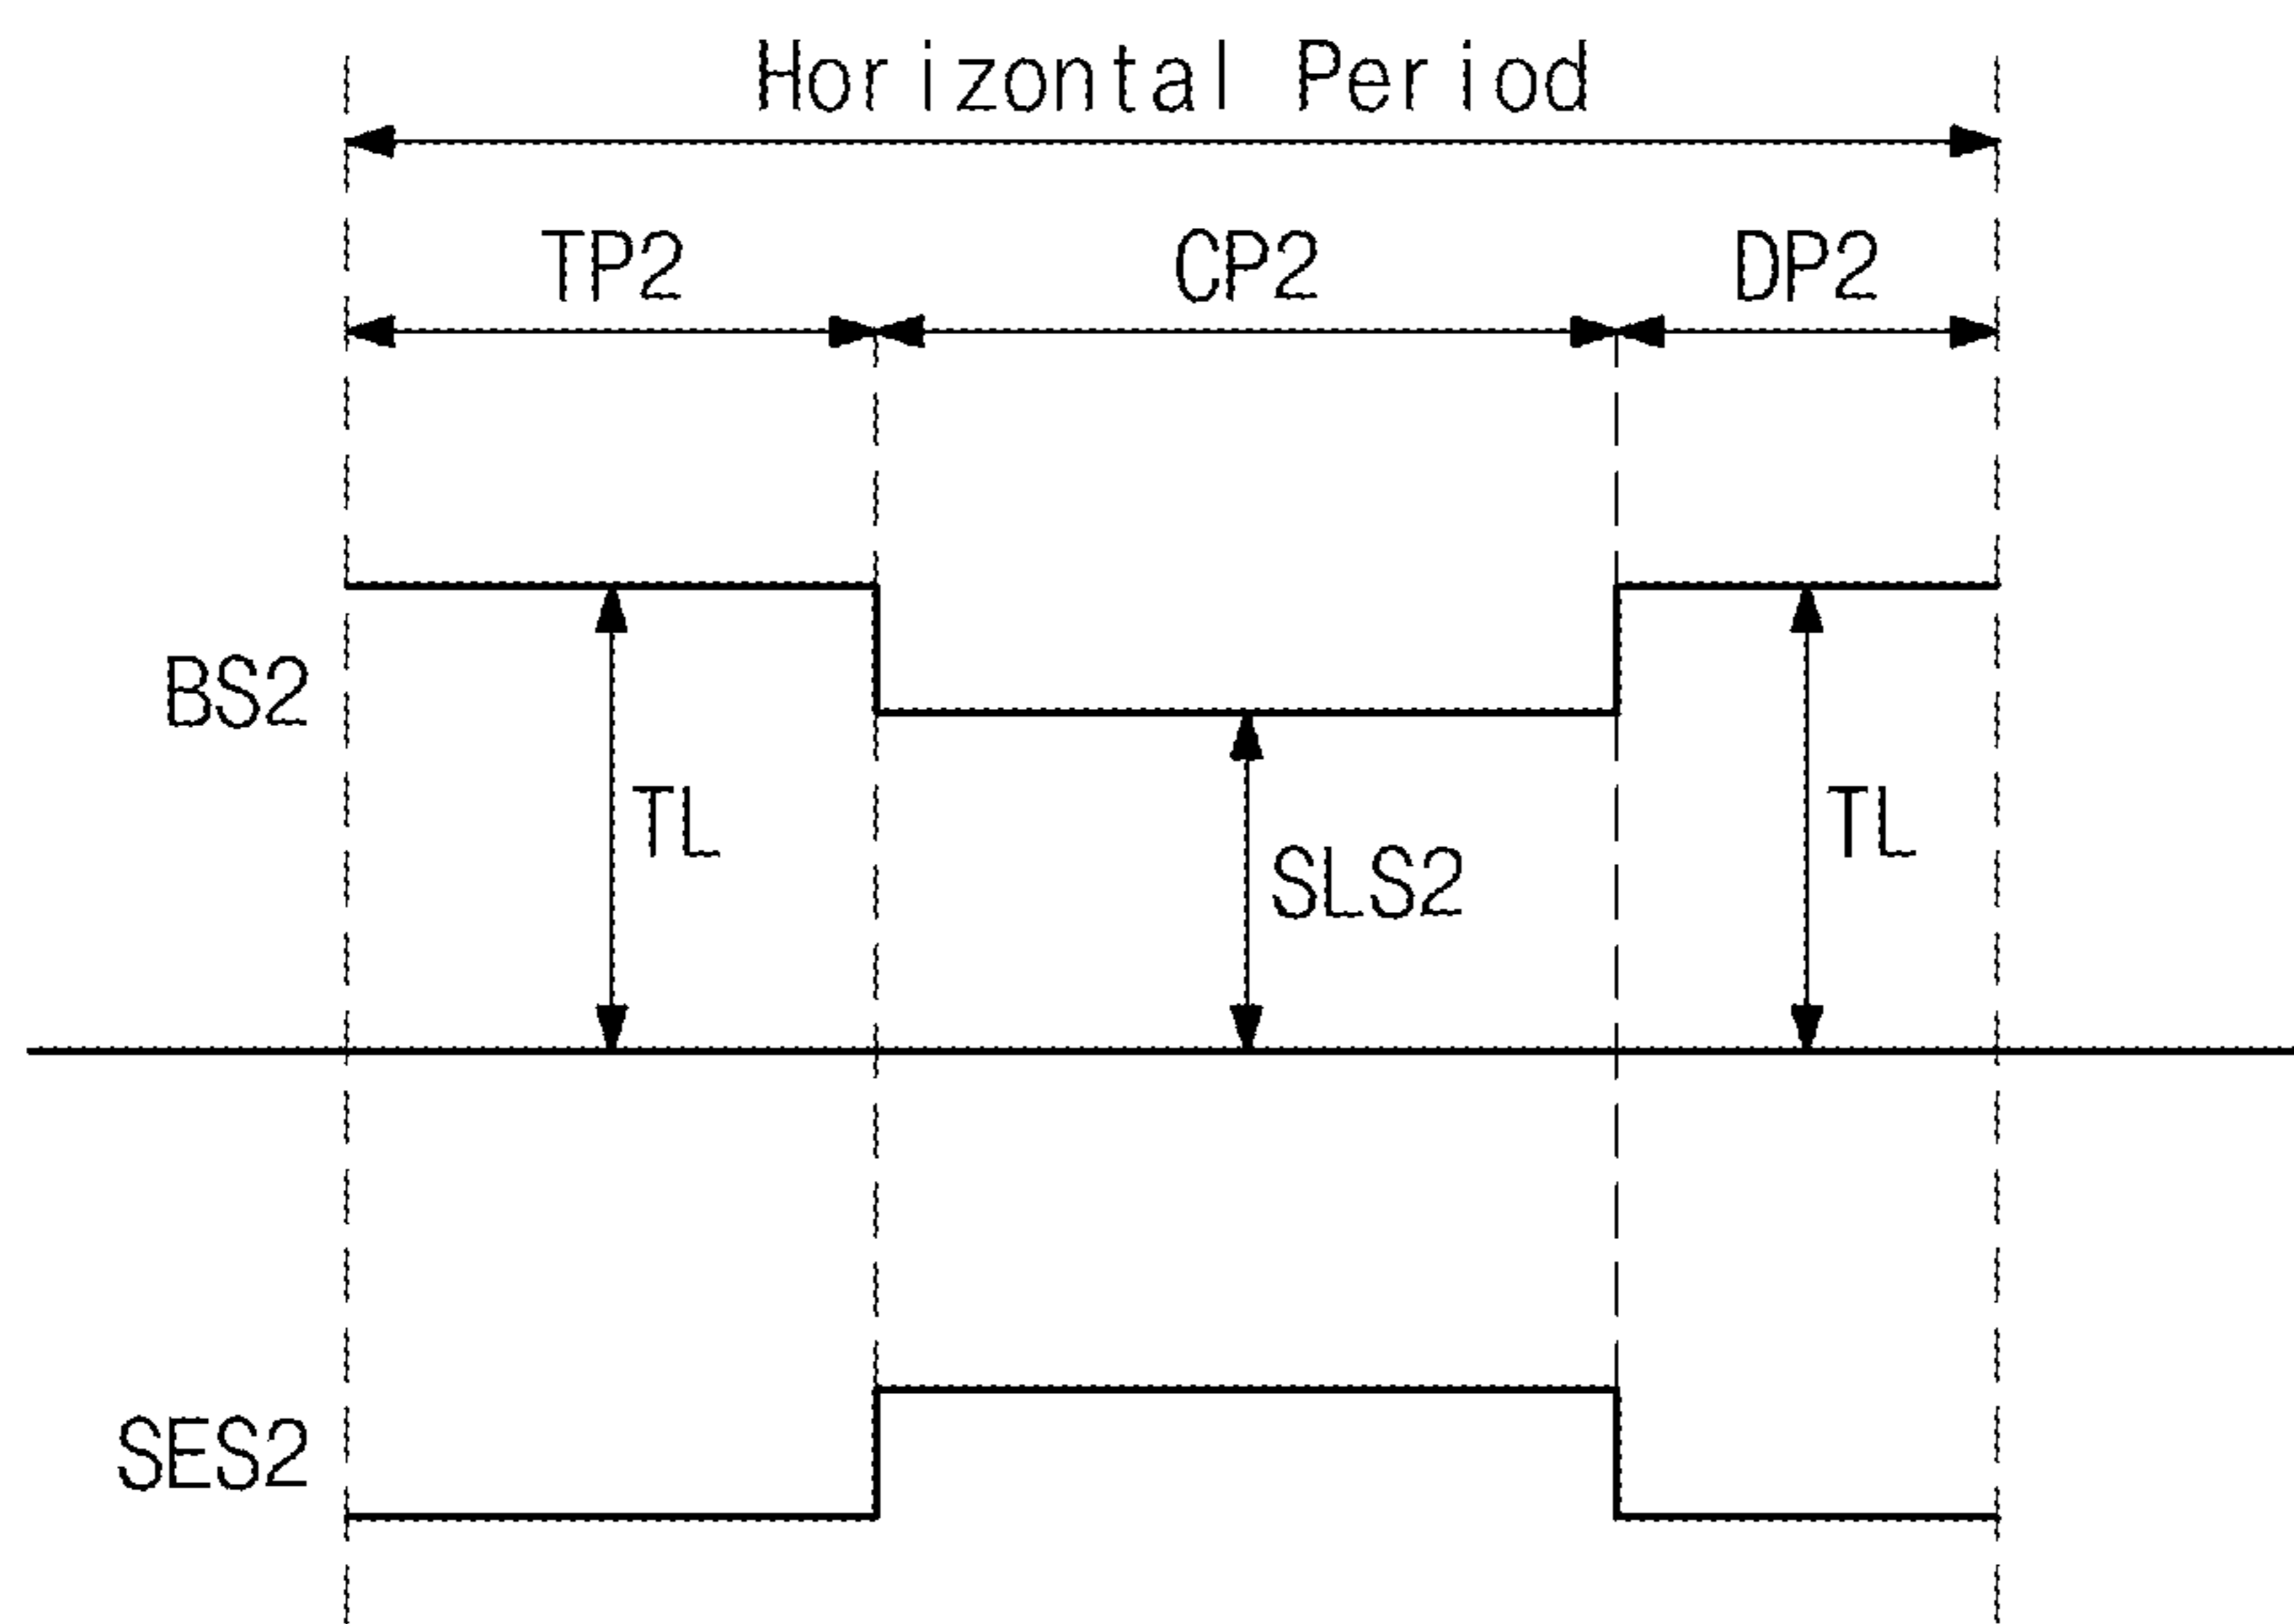 Horizontal Period
TP2 CP2 DP2
BS2
TL TL
SLS2
SES2